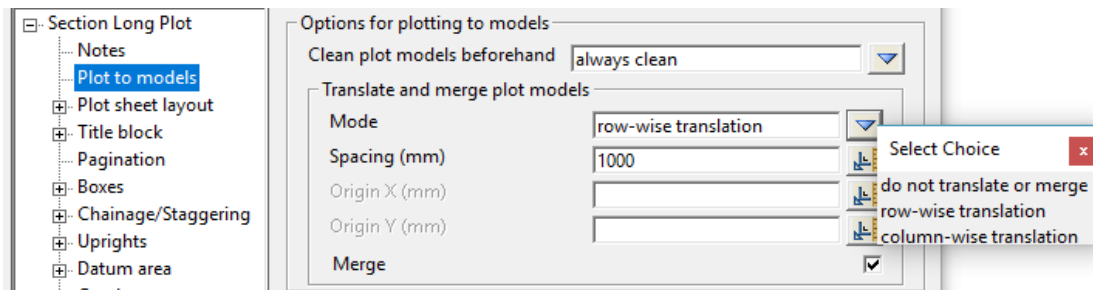 Section Long Plot
Notes
Plot to models
Plot sheet layout
Title block
Pagination
Boxes
Chainage/Staggering
Uprights
Datum area
Options for plotting to models
Clean plot models beforehand always clean
Translate and merge plot models
Mode row-wise translation
Spacing (mm) 1000
Origin X (mm)
Origin Y (mm)
Merge
Select Choice x
do not translate or merge
row-wise translation
column-wise translation